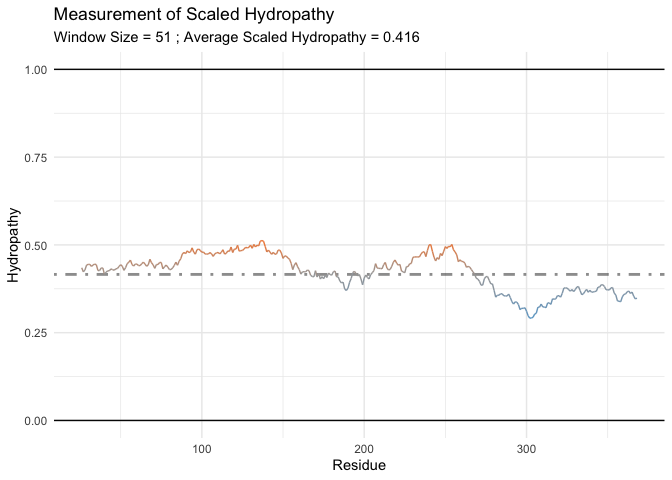 Measurement of Scaled Hydropathy
Window Size = 51 ; Average Scaled Hydropathy = 0.416
1.00
0.75
0.50
0.25
0.00
Hydropathy
100
200
300
Residue